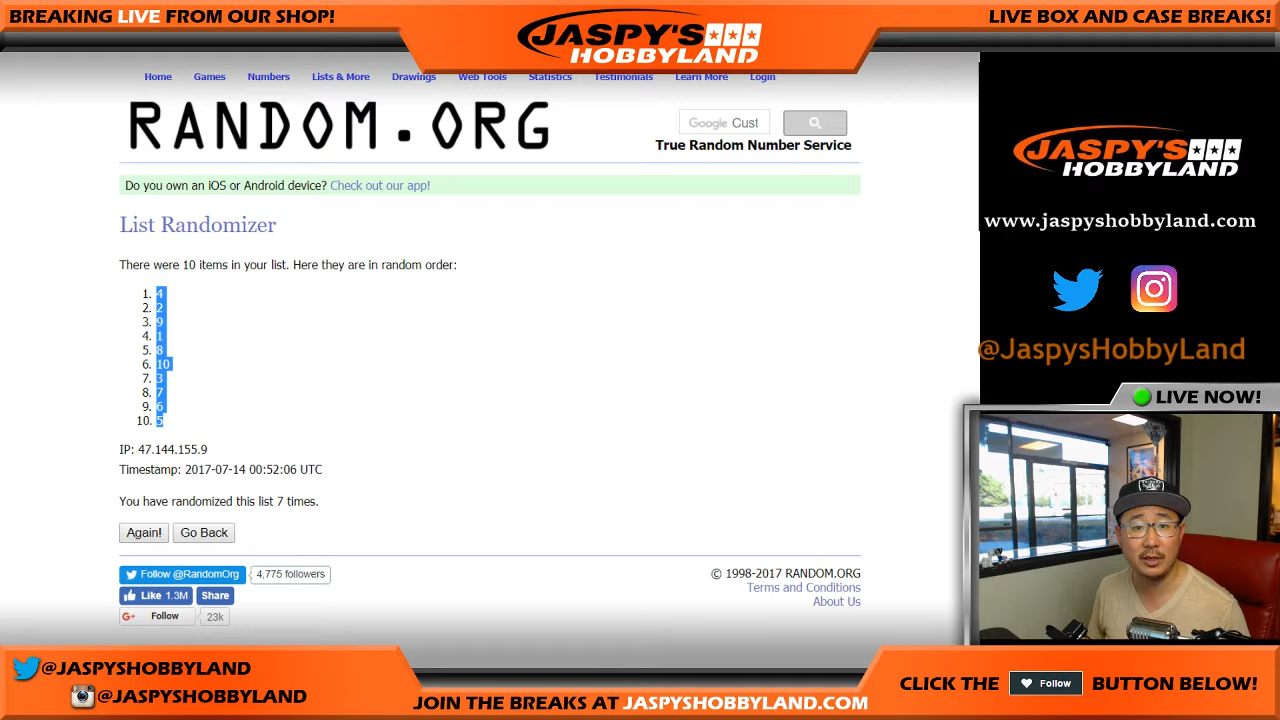 BREAKING LIVE FROM OUR SHOP!
JASPY'S
HOBBYLAND
LIVE BOX AND CASE BREAKS!
Home Games Numbers Lists & More Drawings Web Tools Statistics Testimonials Learn More Login
RANDOM.ORG
Google Cust
True Random Number Service
Do you own an iOS or Android device? Check out our app!
List Randomizer
There were 10 items in your list. Here they are in random order:
1. 4
2. 2
3. 9
4. 1
5. 8
6. 10
7. 3
8. 7
9. 6
10. 5
IP: 47.144.155.9
Timestamp: 2017-07-14 00:52:06 UTC
You have randomized this list 7 times.
Again! Go Back
Follow @RandomOrg 4,775 followers
Like 1.3M Share
G+ Follow 23k
© 1998-2017 RANDOM.ORG
Terms and Conditions
About Us
JASPY'S
HOBBYLAND
www.jaspyshobbyland.com
@JaspysHobbyLand
LIVE NOW!
@JASPYSHOBBYLAND
@JASPYSHOBBYLAND
JOIN THE BREAKS AT JASPYSHOBBYLAND.COM
CLICK THE Follow BUTTON BELOW!